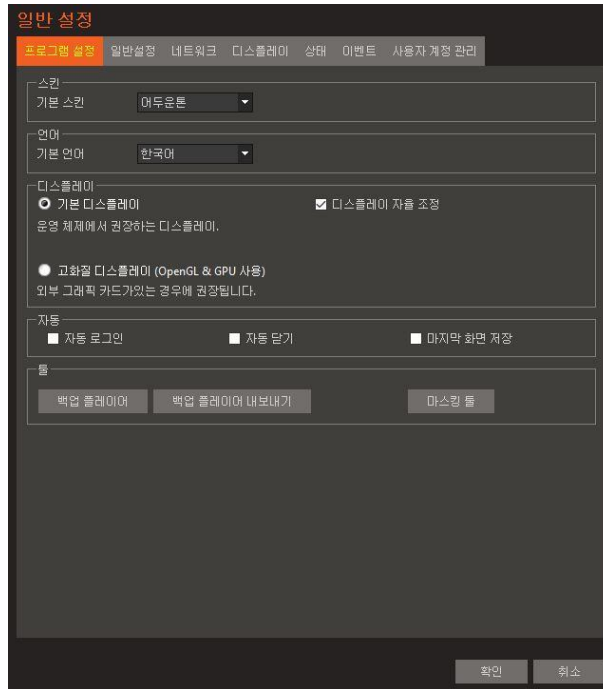 일반 설정
프로그램 설정 일반설정 네트워크 디스플레이 상태 이벤트 사용자 계정 관리
스킨
기본 스킨 어두운톤
언어
기본 언어 한국어
디스플레이
기본 디스플레이 디스플레이 자율 조정
운영 체제에서 권장하는 디스플레이.
고화질 디스플레이 (OpenGL & GPU 사용)
외부 그래픽 카드가있는 경우에 권장됩니다.
자동
자동 로그인 자동 닫기 마지막 화면 저장
툴
백업 플레이어 백업 플레이어 내보내기 마스킹 툴
확인 취소